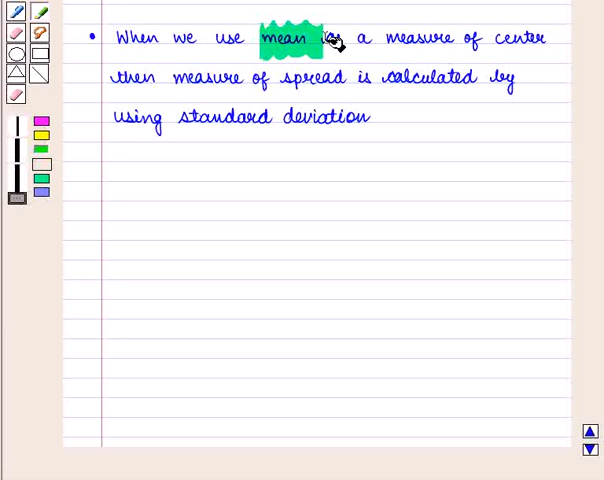 • When we use mean a measure of center
then measure of spread is calculated by
using standard deviation